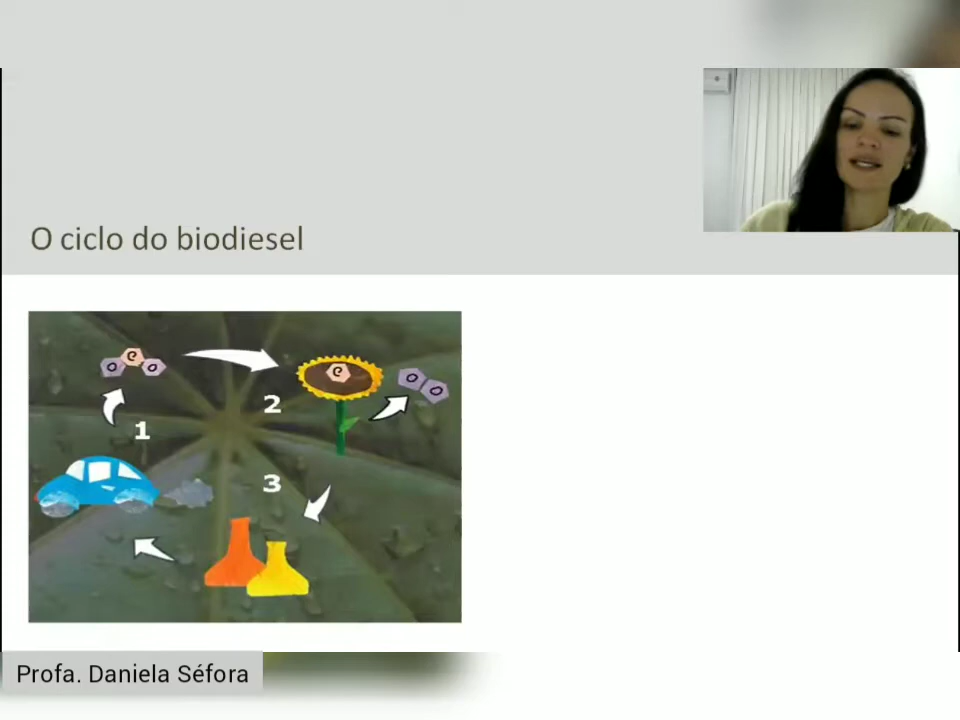 O ciclo do biodiesel
O C O
C
O O
2
1
3
Profa. Daniela Séfora